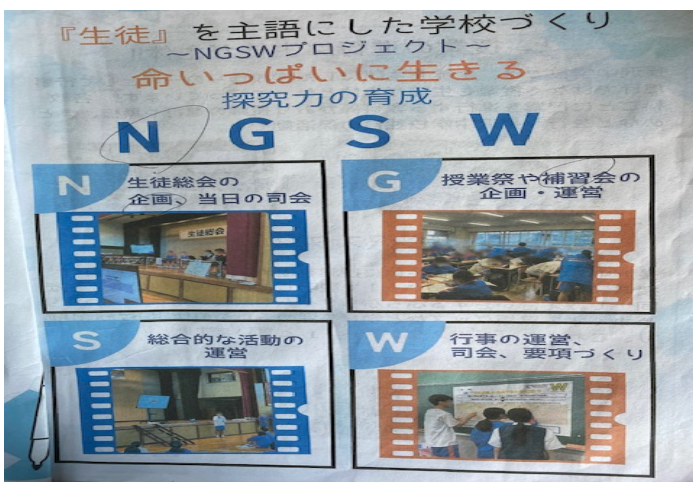 『生徒』を主語にした学校づくり
～NGSWプロジェクト～
命いっぱいに生きる
探究力の育成
N G S W
N
生徒総会の
企画、当日の司会
生徒総会
G
授業祭や補習会の
企画・運営
S
総合的な活動の
運営
W
行事の運営、
司会、要項づくり
W